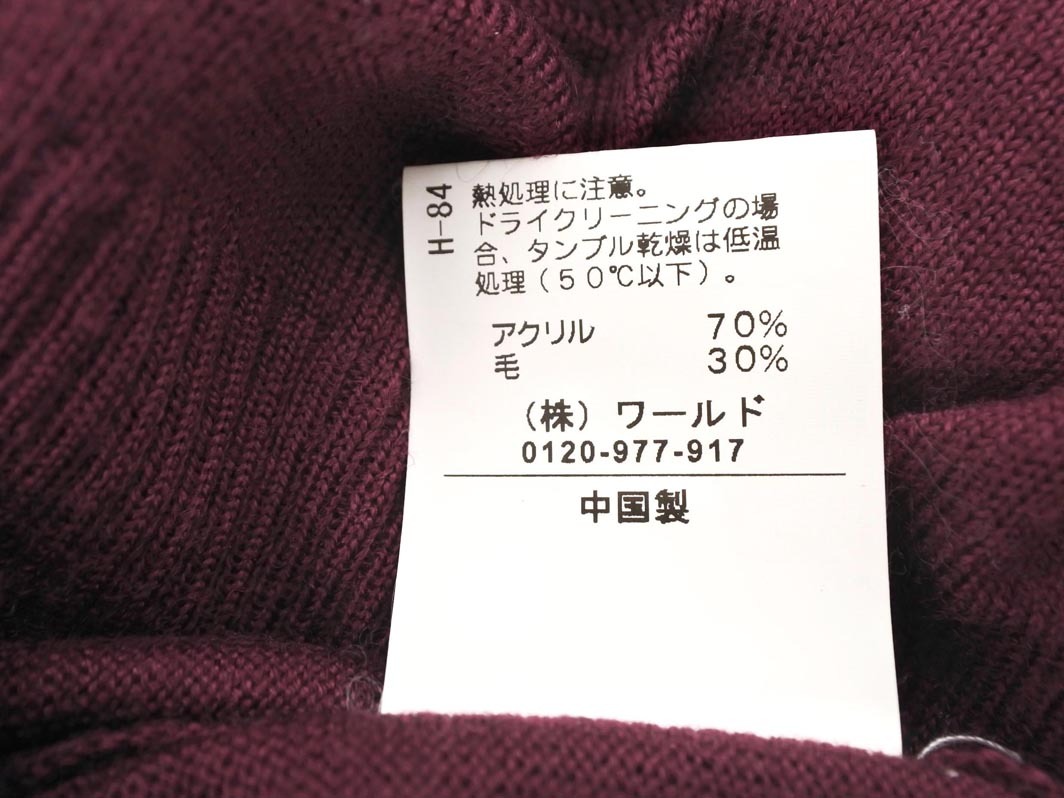 H-84
熱処理に注意。
ドライクリーニングの場
合、タンブル乾燥は低温
処理(50℃以下)。
アクリル 70%
毛 30%
(株)ワールド
0120-977-917
中国製